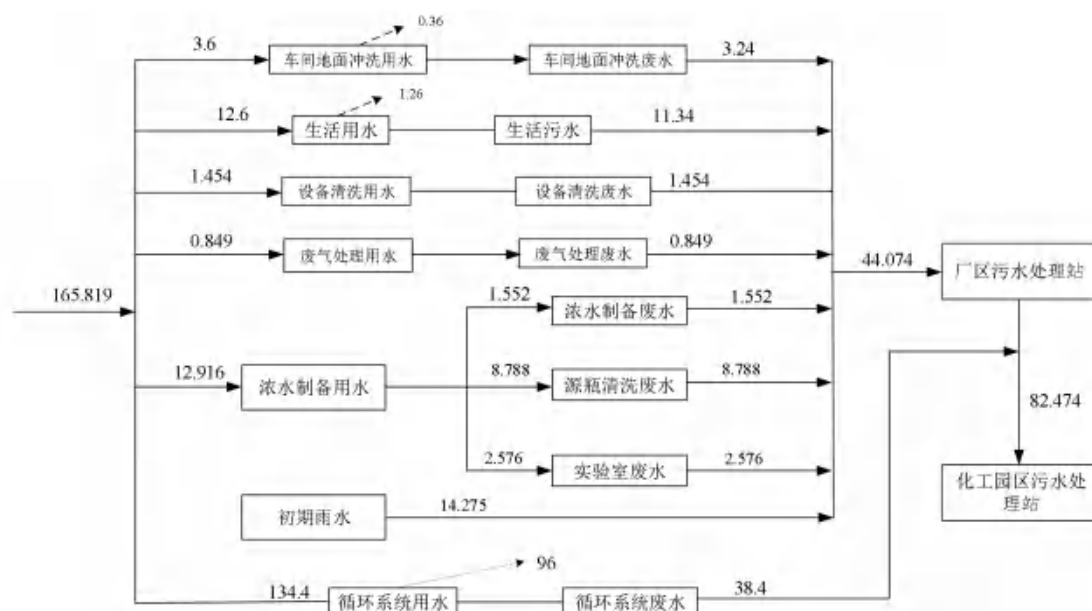 0.36
3.6
车间地面冲洗用水
车间地面冲洗废水
3.24
1.26
12.6
生活用水
生活污水
11.34
1.454
设备清洗用水
设备清洗废水
1.454
0.849
废气处理用水
废气处理废水
0.849
44.074
厂区污水处理站
165.819
1.552
浓水制备废水
1.552
12.916
浓水制备用水
8.788
源瓶清洗废水
8.788
82.474
2.576
实验室废水
2.576
化工园区污水处
理站
初期雨水
14.275
96
134.4
循环系统用水
循环系统废水
38.4